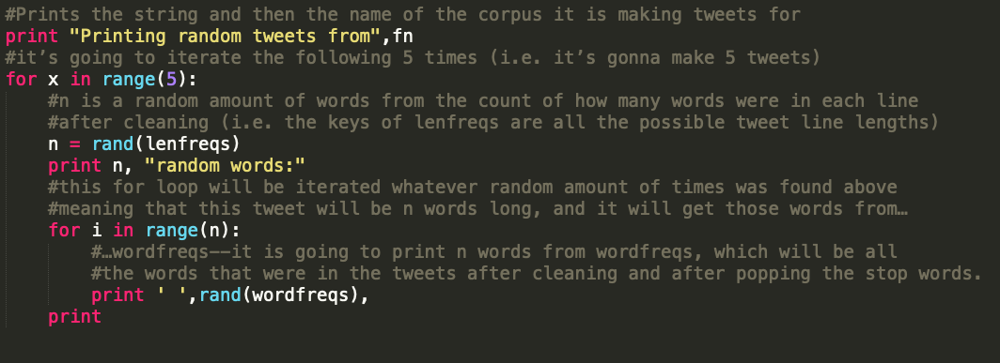 #Prints the string and then the name of the corpus it is making tweets for
print "Printing random tweets from",fn
#it’s going to iterate the following 5 times (i.e. it’s gonna make 5 tweets)
for x in range(5):
    #n is a random amount of words from the count of how many words were in each line
    #after cleaning (i.e. the keys of lenfreqs are all the possible tweet line lengths)
    n = rand(lenfreqs)
    print n, "random words:"
    #this for loop will be iterated whatever random amount of times was found above
    #meaning that this tweet will be n words long, and it will get those words from…
    for i in range(n):
        #…wordfreqs--it is going to print n words from wordfreqs, which will be all
        #the words that were in the tweets after cleaning and after popping the stop words.
        print ' ',rand(wordfreqs),
    print